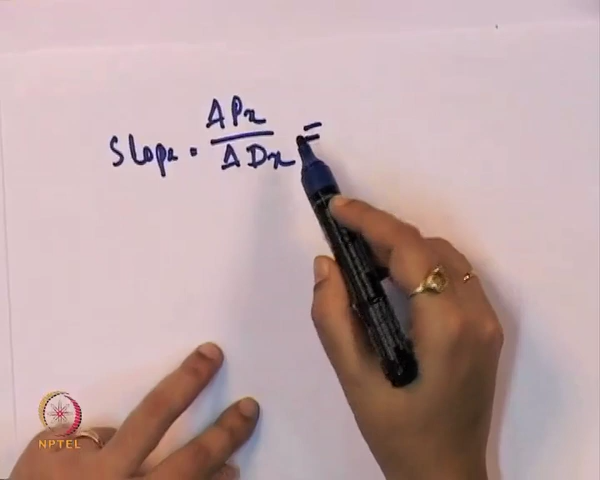 Slope = ΔPx / ΔDx =
NPTEL